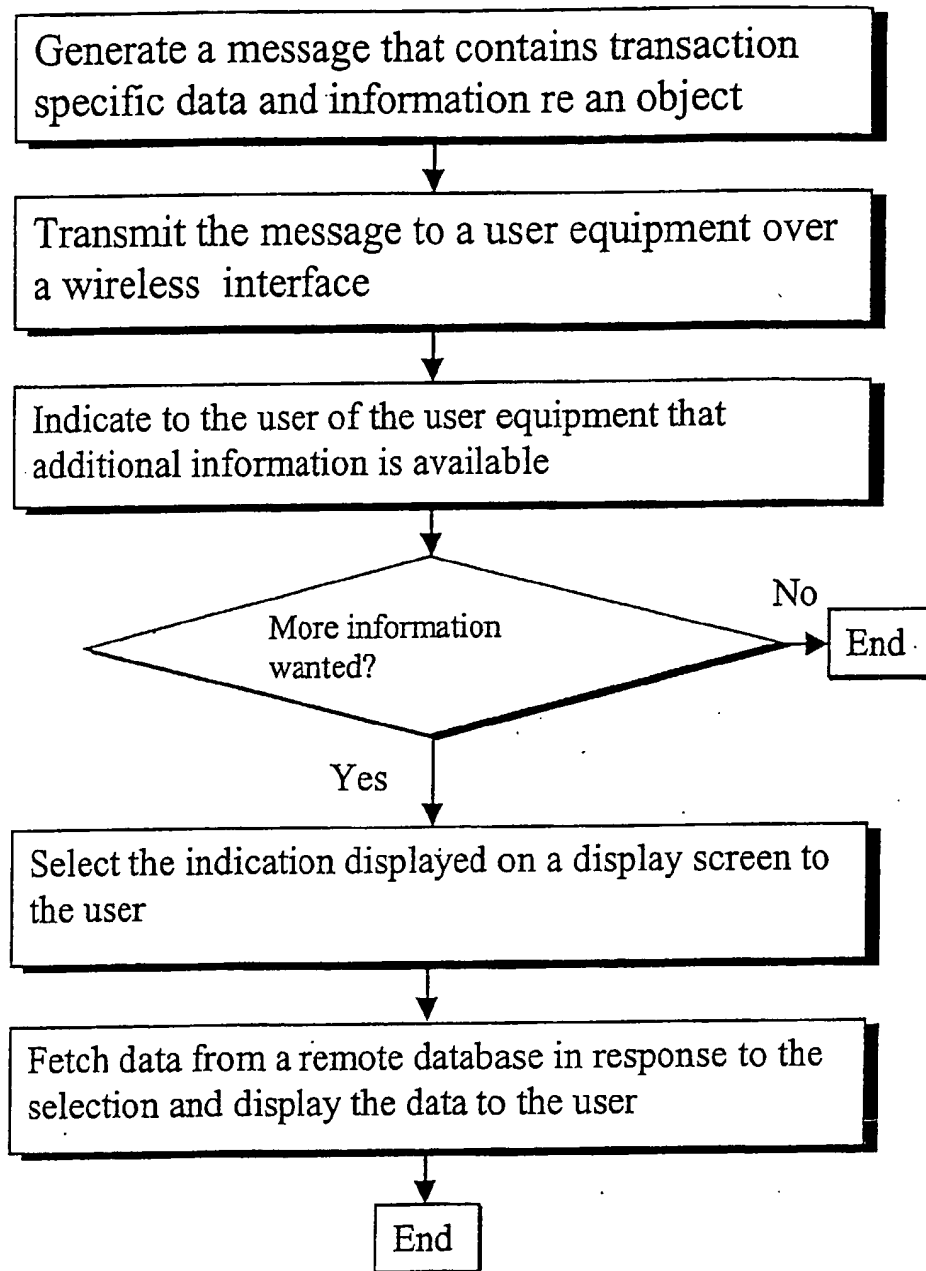 Generate a message that contains transaction
specific data and information re an object
Transmit the message to a user equipment over
a wireless interface
Indicate to the user of the user equipment that
additional information is available
More information
wanted?
No
End
Yes
Select the indication displayed on a display screen to
the user
Fetch data from a remote database in response to the
selection and display the data to the user
End